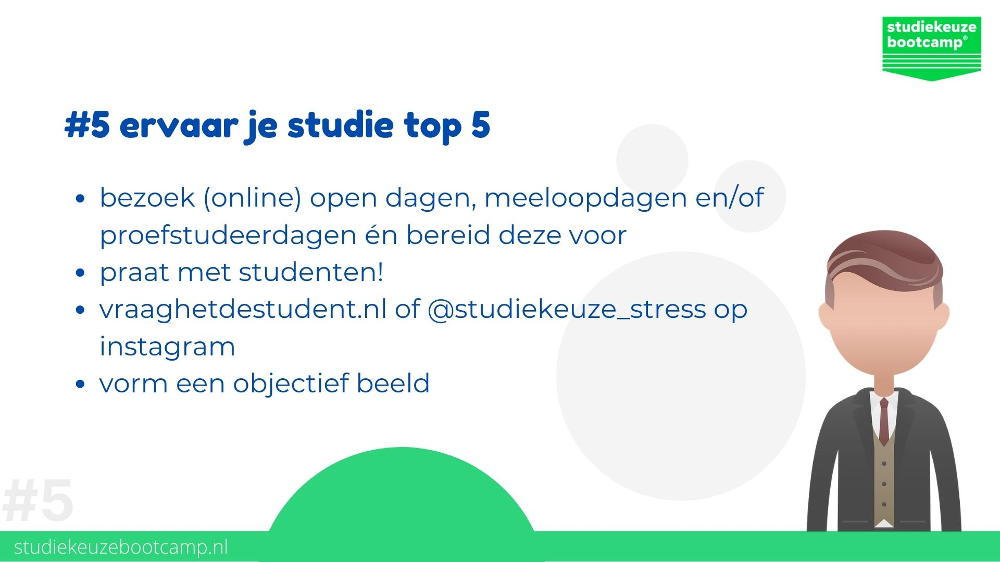 studiekeuze
bootcamp®
#5 ervaar je studie top 5
• bezoek (online) open dagen, meeloopdagen en/of
proefstudeerdagen én bereid deze voor
• praat met studenten!
• vraaghetdestudent.nl of @studiekeuze_stress op
instagram
• vorm een objectief beeld
#5
studiekeuzebootcamp.nl